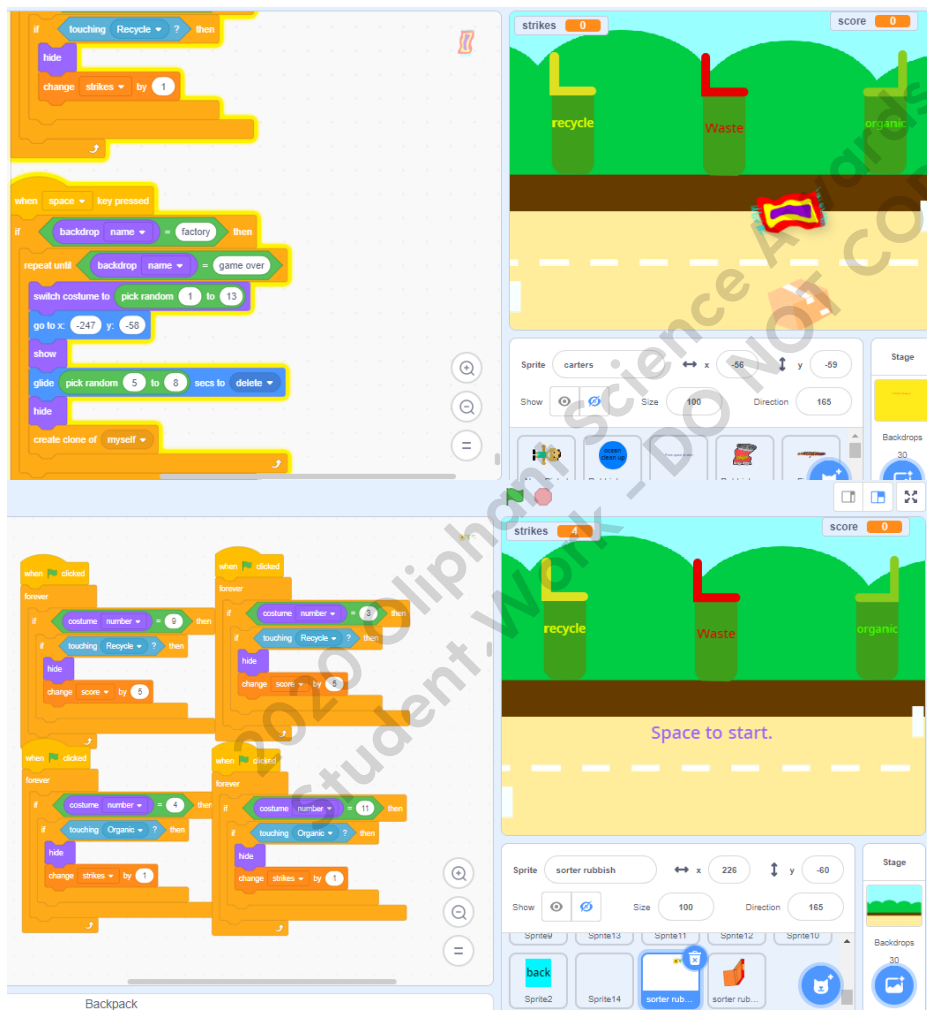 if touching Recycle ? then
hide
change strikes by 1
when space key pressed
if backdrop name = factory then
repeat until backdrop name = game over
switch costume to pick random 1 to 13
go to x: -247 y: -58
show
glide pick random 5 to 8 secs to delete
hide
create clone of myself
strikes 0
score 0
recycle
Waste
organic
Sprite carters x -56 y -59
Show Size 100 Direction 165
Stage
Backdrops
30
ocean
clean up
when clicked
forever
if costume number = 9 then
if touching Recycle ? then
hide
change score by 5
when clicked
forever
if costume number = 3 then
if touching Recycle ? then
hide
change score by 5
when clicked
forever
if costume number = 4 then
if touching Organic ? then
hide
change strikes by 1
when clicked
forever
if costume number = 11 then
if touching Organic ? then
hide
change strikes by 1
Backpack
strikes 4
score 0
recycle
Waste
organic
Space to start.
Sprite sorter rubbish x 226 y -60
Show Size 100 Direction 165
Sprite9 Sprite13 Sprite11 Sprite12 Sprite10
back
Sprite2 Sprite14 sorter rub... sorter rub...
Stage
Backdrops
30
2020 Oliphant Science Awards
Student Work - DO NOT